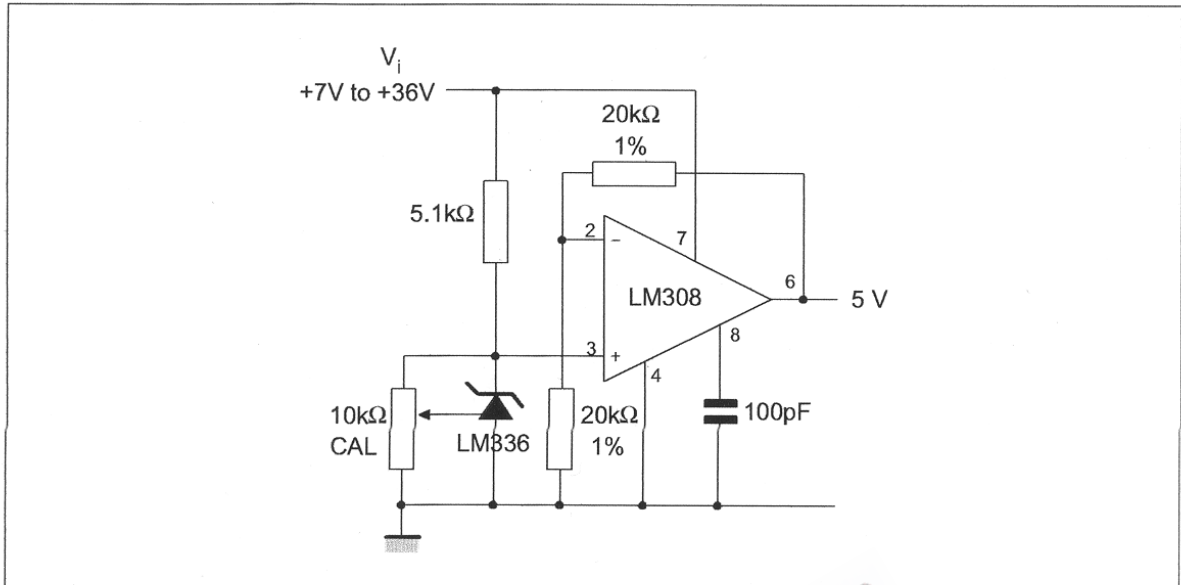 Vi
+7V to +36V
20kΩ
1%
5.1kΩ
2
−
7
LM308
6
5 V
8
3
+
4
10kΩ
CAL
LM336
20kΩ
1%
100pF